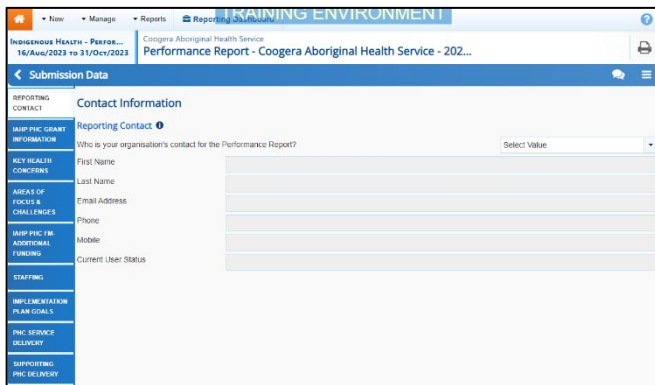 TRAINING ENVIRONMENT
New Manage Reports Reporting Dashboard
INDIGENOUS HEALTH - PERFOR...
16/AUG/2023 TO 31/OCT/2023
Coogera Aboriginal Health Service
Performance Report - Coogera Aboriginal Health Service - 202...
Submission Data
REPORTING
CONTACT
IAHP PHC GRANT
INFORMATION
KEY HEALTH
CONCERNS
AREAS OF
FOCUS &
CHALLENGES
IAHP PHC FM-
ADDITIONAL
FUNDING
STAFFING
IMPLEMENTATION
PLAN GOALS
PHC SERVICE
DELIVERY
SUPPORTING
PHC DELIVERY
Contact Information
Reporting Contact
Who is your organisation's contact for the Performance Report? Select Value
First Name
Last Name
Email Address
Phone
Mobile
Current User Status